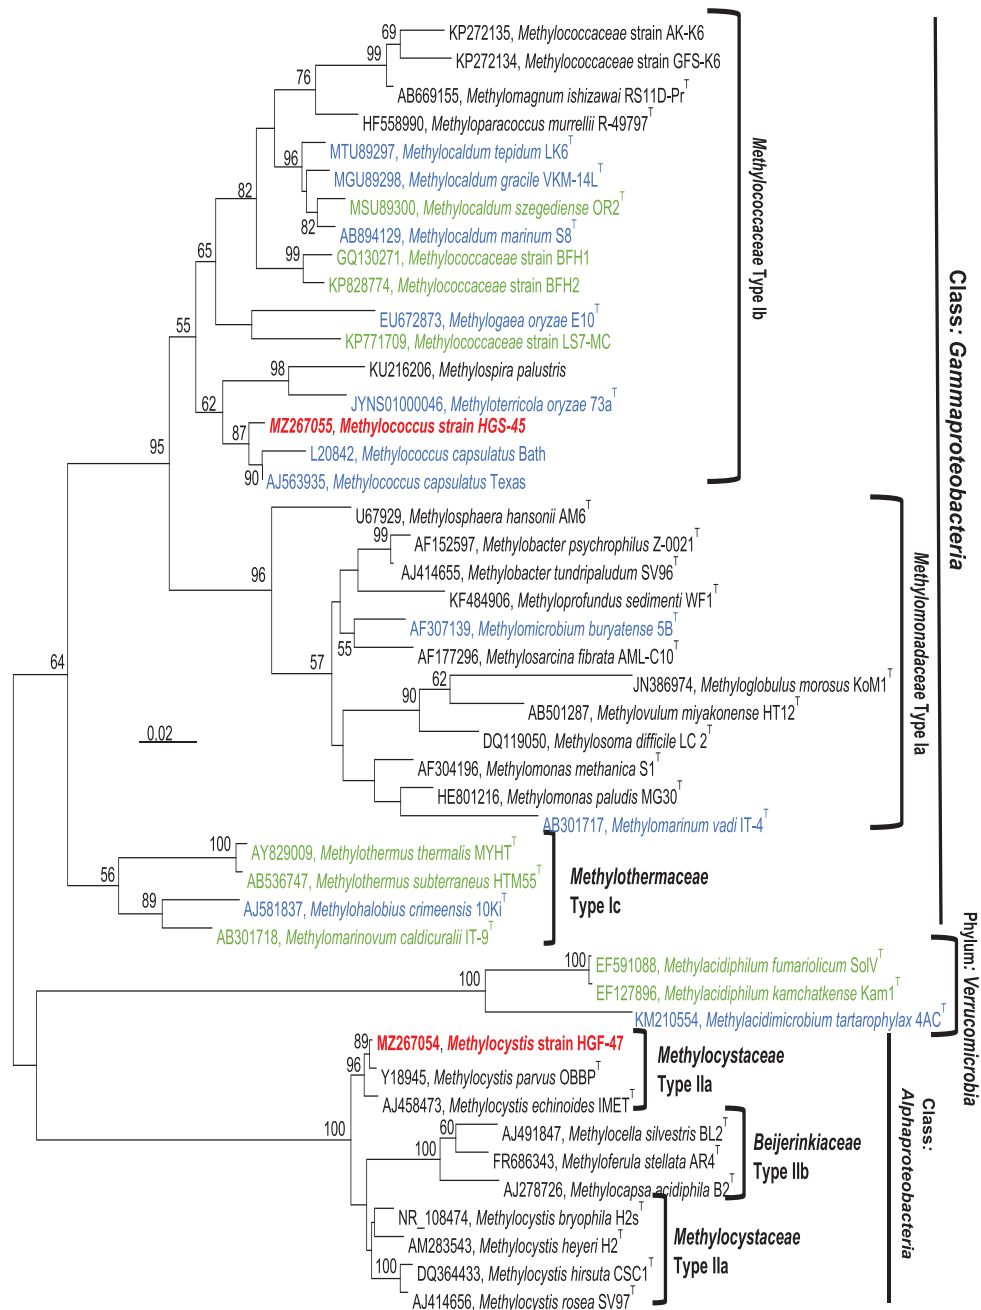 69
KP272135, Methylococcaceae strain AK-K6
99
KP272134, Methylococcaceae strain GFS-K6
76
AB669155, Methylomagnum ishizawai RS11D-Pr^T
HF558990, Methyloparacoccus murrellii R-49797^T
96
MTU89297, Methylocaldum tepidum LK6^T
MGU89298, Methylocaldum gracile VKM-14L^T
82
MSU89300, Methylocaldum szegediense OR2^T
82
AB894129, Methylocaldum marinum S8^T
99
GQ130271, Methylococcaceae strain BFH1
65
KP828774, Methylococcaceae strain BFH2
55
EU672873, Methylogaea oryzae E10^T
KP771709, Methylococcaceae strain LS7-MC
98
KU216206, Methylospira palustris
62
JYNS01000046, Methyloterricola oryzae 73a^T
87
MZ267055, Methylococcus strain HGS-45
95
L20842, Methylococcus capsulatus Bath
90
AJ563935, Methylococcus capsulatus Texas
Methylococcaceae Type Ib
U67929, Methylosphaera hansonii AM6^T
99
AF152597, Methylobacter psychrophilus Z-0021^T
96
AJ414655, Methylobacter tundripaludum SV96^T
KF484906, Methyloprofundus sedimenti WF1^T
AF307139, Methylomicrobium buryatense 5B^T
55
AF177296, Methylosarcina fibrata AML-C10^T
57
62
JN386974, Methyloglobulus morosus KoM1^T
90
AB501287, Methylovulum miyakonense HT12^T
DQ119050, Methylosoma difficile LC 2^T
AF304196, Methylomonas methanica S1^T
HE801216, Methylomonas paludis MG30^T
AB301717, Methylomarinum vadi IT-4^T
Methylomonadaceae Type Ia
64
0,02
100
AY829009, Methylothermus thermalis MYHT^T
AB536747, Methylothermus subterraneus HTM55^T
56
89
AJ581837, Methylohalobius crimeensis 10Ki^T
AB301718, Methylomarinovum caldicuralii IT-9^T
Methylothermaceae
Type Ic
Class: Gammaproteobacteria
100
EF591088, Methylacidiphilum fumariolicum SolV^T
100
EF127896, Methylacidiphilum kamchatkense Kam1^T
KM210554, Methylacidimicrobium tartarophylax 4AC^T
Phylum: Verrucomicrobia
89
MZ267054, Methylocystis strain HGF-47
96
Y18945, Methylocystis parvus OBBP^T
AJ458473, Methylocystis echinoides IMET^T
Methylocystaceae
Type IIa
100
60
AJ491847, Methylocella silvestris BL2^T
100
FR686343, Methyloferula stellata AR4^T
AJ278726, Methylocapsa acidiphila B2^T
Beijerinkiaceae
Type IIb
NR_108474, Methylocystis bryophila H2s^T
AM283543, Methylocystis heyeri H2^T
100
DQ364433, Methylocystis hirsuta CSC1^T
AJ414656, Methylocystis rosea SV97^T
Methylocystaceae
Type IIa
Class:
Alphaproteobacteria